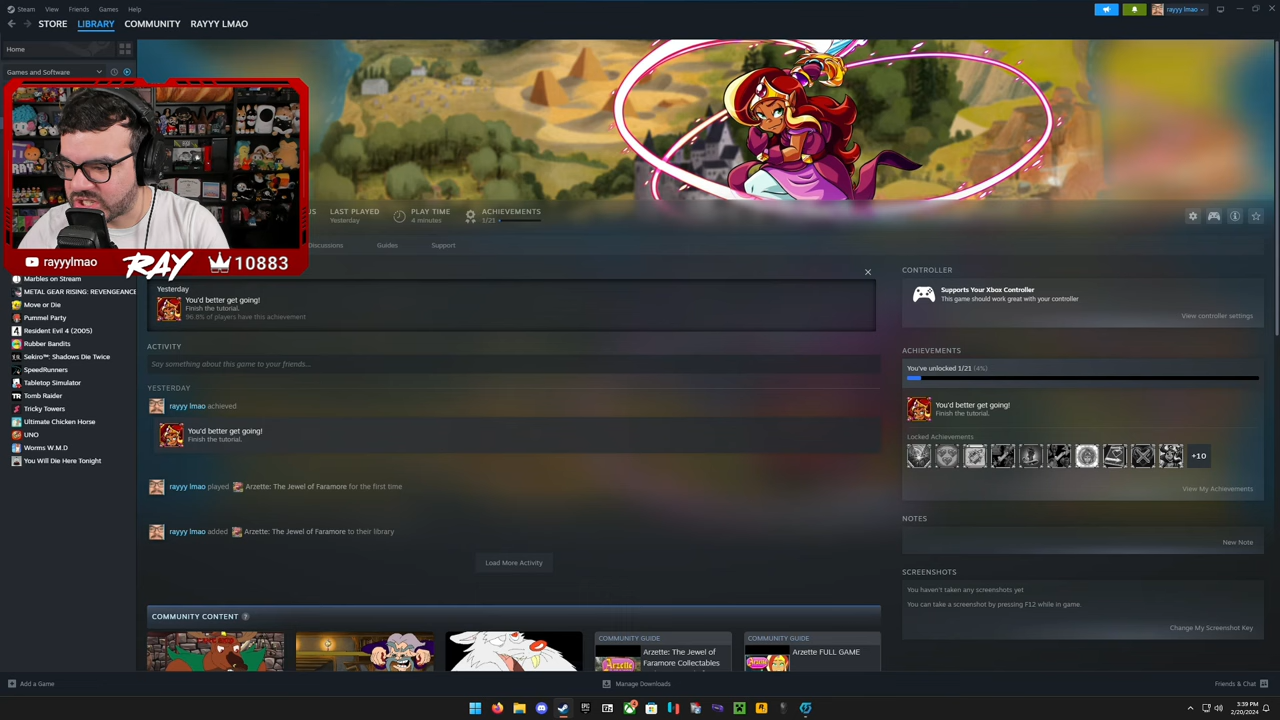 Steam View Friends Games Help
rayyy lmao
STORE LIBRARY COMMUNITY RAYYY LMAO
Home
Games and Software
LAST PLAYED
Yesterday
PLAY TIME
4 minutes
ACHIEVEMENTS
1/21
Discussions Guides Support
rayyylmao RAY 10883
Marbles on Stream
METAL GEAR RISING: REVENGEANCE
Move or Die
Pummel Party
Resident Evil 4 (2005)
Rubber Bandits
Sekiro™: Shadows Die Twice
SpeedRunners
Tabletop Simulator
Tomb Raider
Tricky Towers
Ultimate Chicken Horse
UNO
Worms W.M.D
You Will Die Here Tonight
Yesterday
You'd better get going!
Finish the tutorial.
96.8% of players have this achievement
ACTIVITY
Say something about this game to your friends...
YESTERDAY
rayyy lmao achieved
You'd better get going!
Finish the tutorial.
rayyy lmao played Arzette: The Jewel of Faramore for the first time
rayyy lmao added Arzette: The Jewel of Faramore to their library
Load More Activity
COMMUNITY CONTENT ?
COMMUNITY GUIDE
Arzette: The Jewel of
Faramore Collectables
Arzette
COMMUNITY GUIDE
Arzette FULL GAME
Arzette
CONTROLLER
Supports Your Xbox Controller
This game should work great with your controller
View controller settings
ACHIEVEMENTS
You've unlocked 1/21 (4%)
You'd better get going!
Finish the tutorial.
Locked Achievements
+10
View My Achievements
NOTES
New Note
SCREENSHOTS
You haven't taken any screenshots yet
You can take a screenshot by pressing F12 while in game.
Change My Screenshot Key
Add a Game
Manage Downloads
Friends & Chat
3:39 PM
2/20/2024